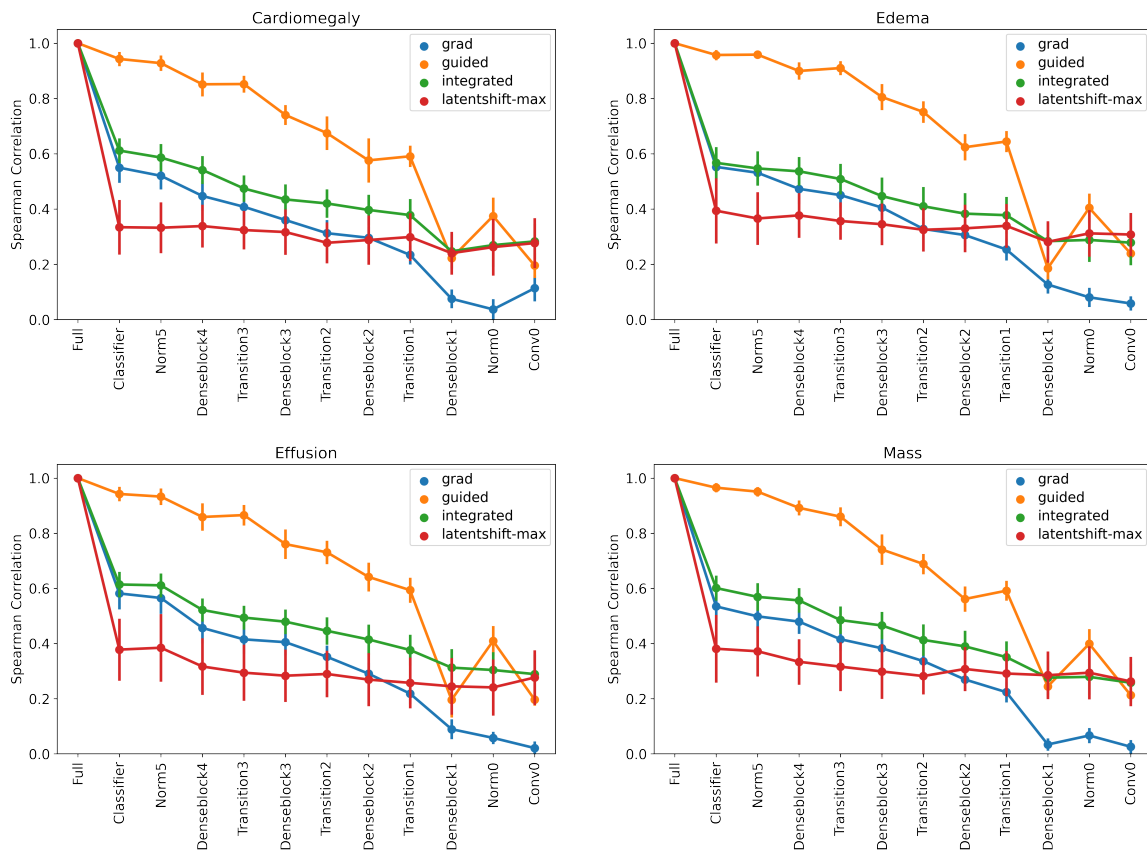 Cardiomegaly
Spearman Correlation
1.0
0.8
0.6
0.4
0.2
0.0
grad
guided
integrated
latentshift-max
Full
Classifier
Norm5
Denseblock4
Transition3
Denseblock3
Transition2
Denseblock2
Transition1
Denseblock1
Norm0
Conv0
Edema
Spearman Correlation
1.0
0.8
0.6
0.4
0.2
0.0
grad
guided
integrated
latentshift-max
Full
Classifier
Norm5
Denseblock4
Transition3
Denseblock3
Transition2
Denseblock2
Transition1
Denseblock1
Norm0
Conv0
Effusion
Spearman Correlation
1.0
0.8
0.6
0.4
0.2
0.0
grad
guided
integrated
latentshift-max
Full
Classifier
Norm5
Denseblock4
Transition3
Denseblock3
Transition2
Denseblock2
Transition1
Denseblock1
Norm0
Conv0
Mass
Spearman Correlation
1.0
0.8
0.6
0.4
0.2
0.0
grad
guided
integrated
latentshift-max
Full
Classifier
Norm5
Denseblock4
Transition3
Denseblock3
Transition2
Denseblock2
Transition1
Denseblock1
Norm0
Conv0